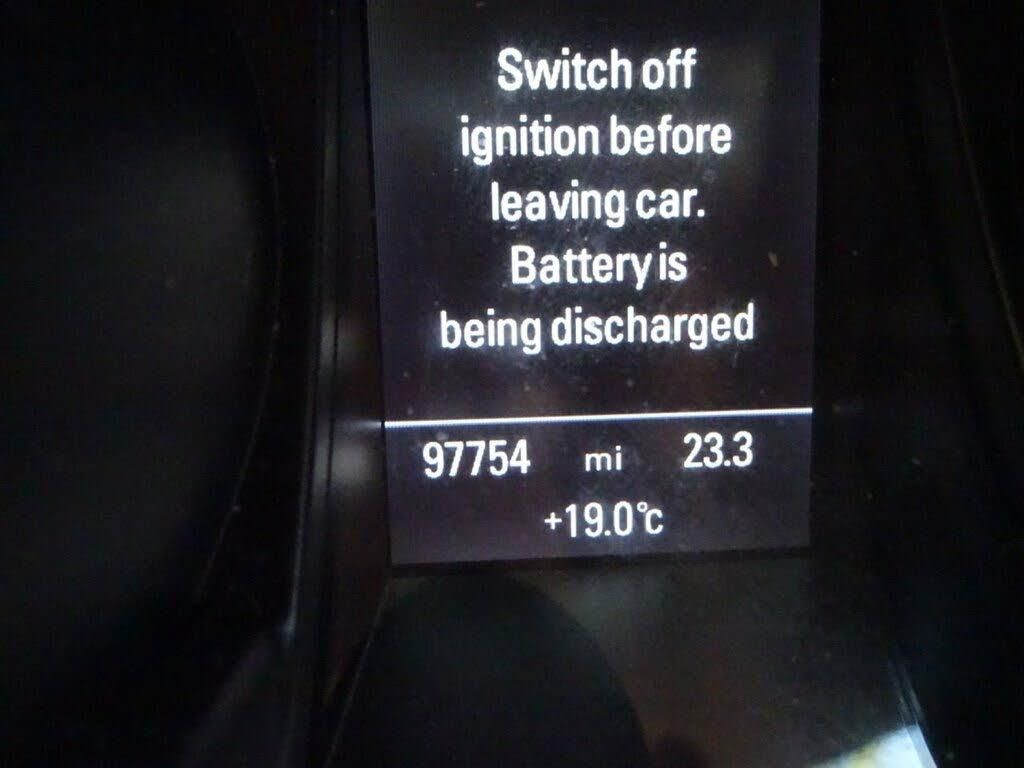 Switch off
ignition before
leaving car.
Battery is
being discharged
97754 mi 23.3
+19.0°C